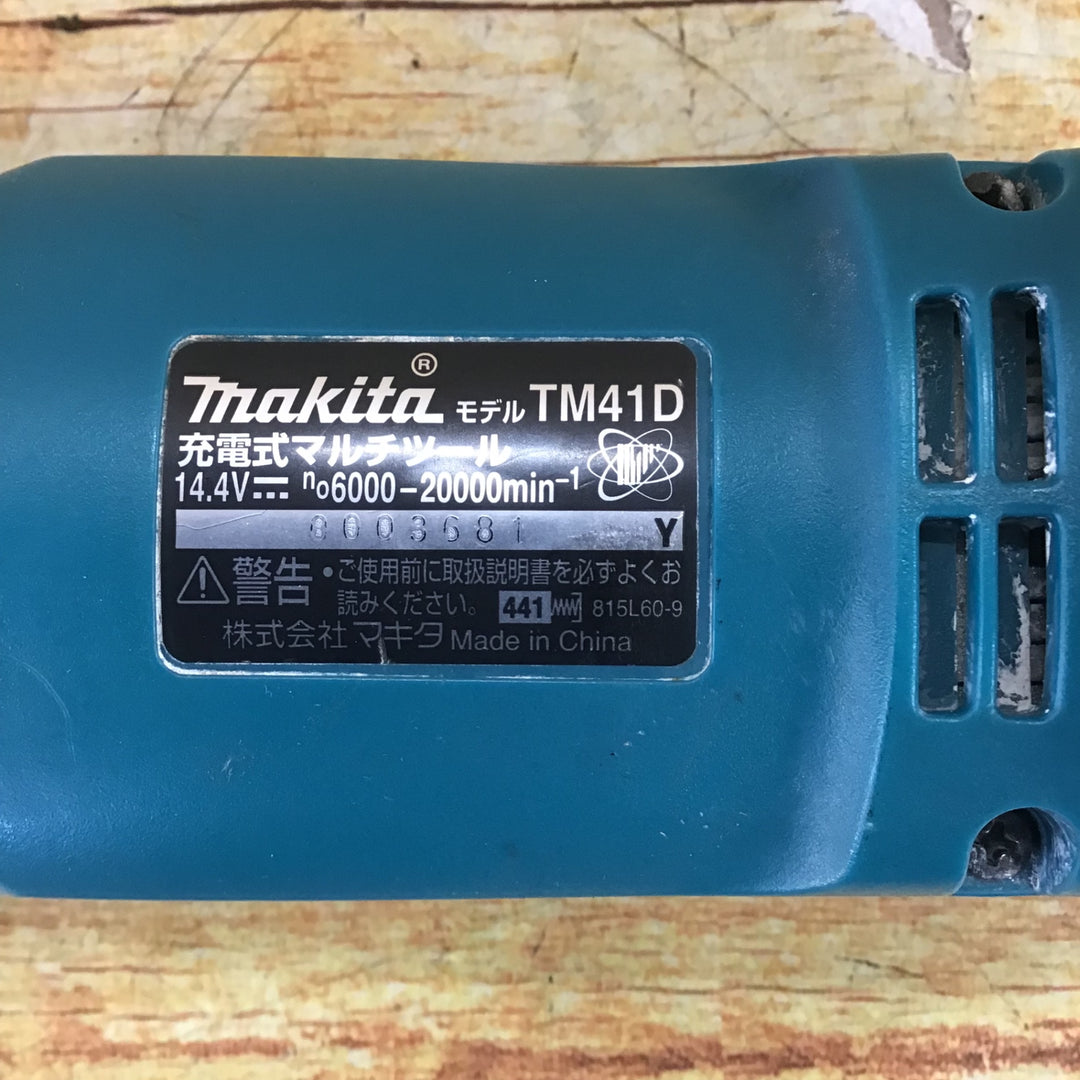 makita® モデル TM41D
充電式マルチツール
14.4V⎓ n₀6000-20000min⁻¹
0003681 Y
⚠警告 •ご使用前に取扱説明書を必ずよくお
読みください。 441 815L60-9
株式会社マキタ Made in China